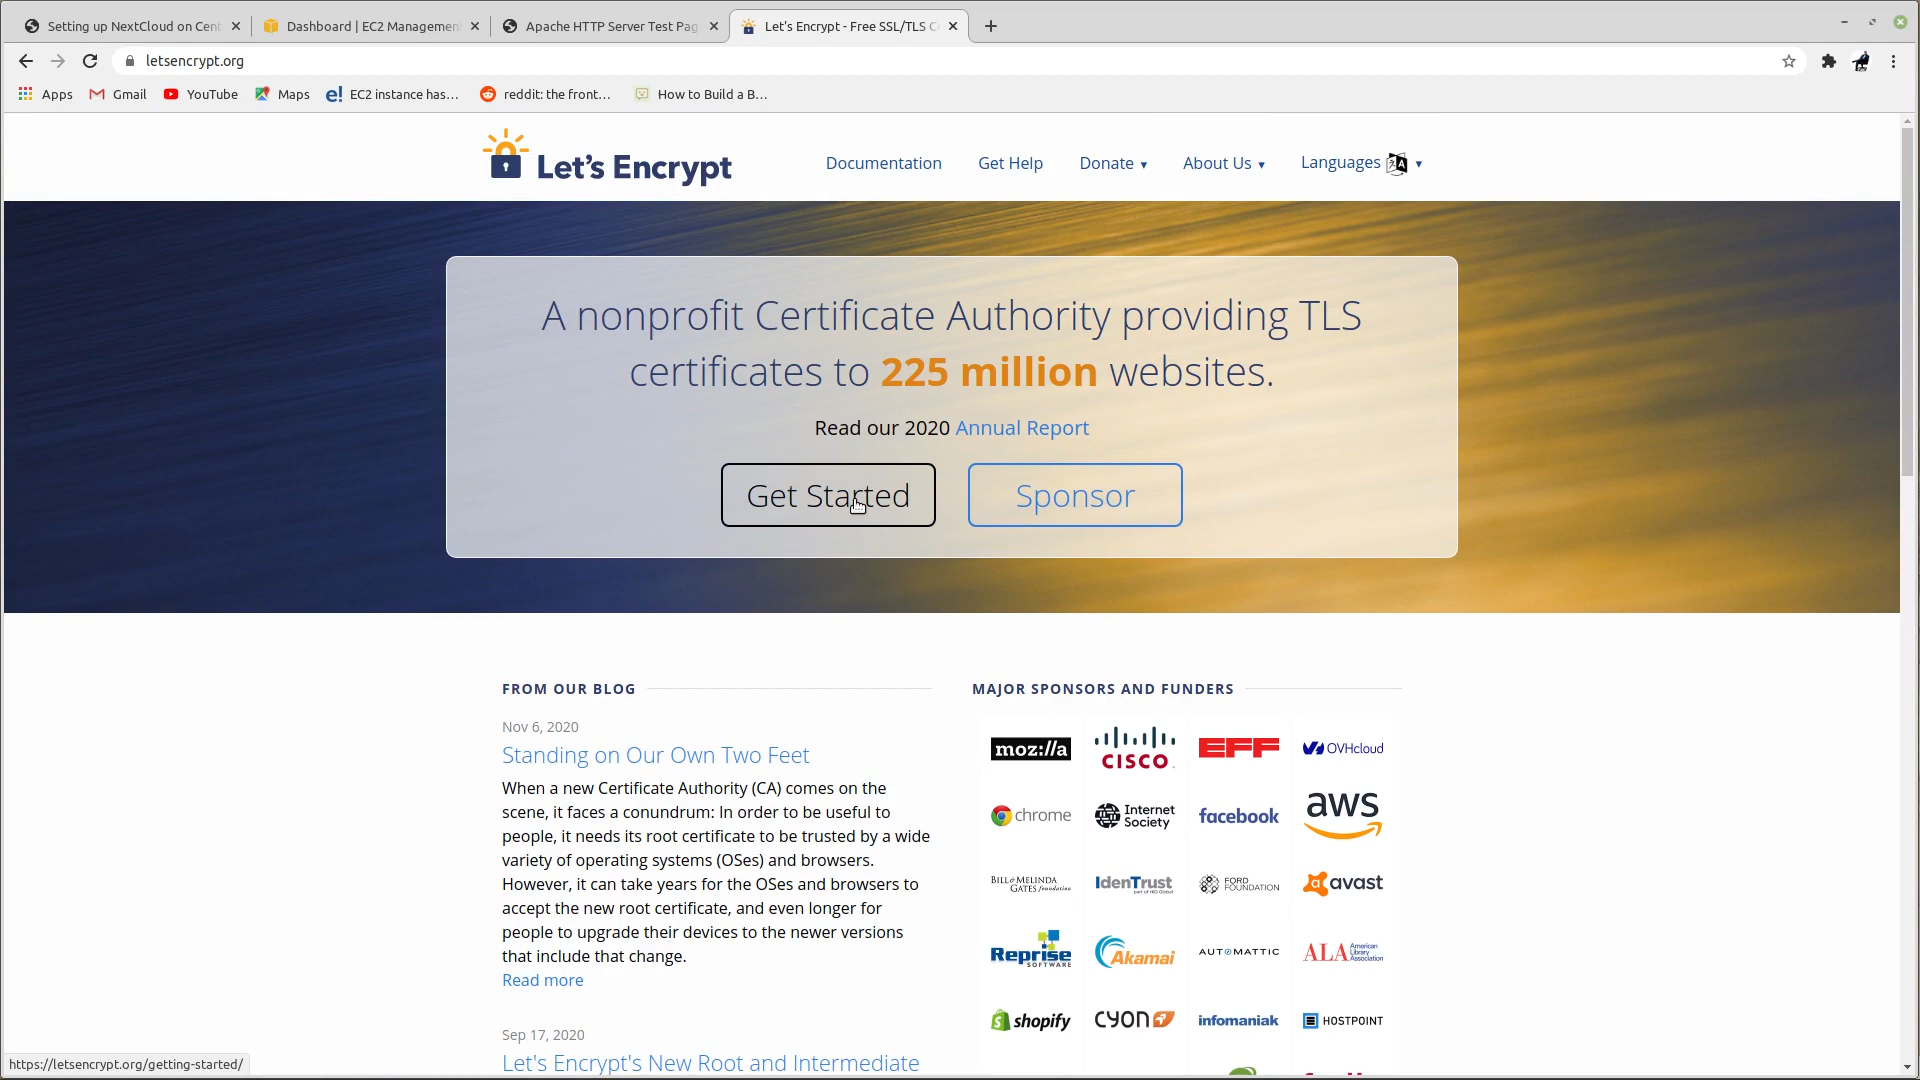 Setting up NextCloud on Cent
Dashboard | EC2 Management
Apache HTTP Server Test Pag
Let's Encrypt - Free SSL/TLS C
letsencrypt.org
Apps
Gmail
YouTube
Maps
EC2 instance has...
reddit: the front...
How to Build a B...
Let's Encrypt
Documentation
Get Help
Donate ▼
About Us ▼
Languages ▼
A nonprofit Certificate Authority providing TLS
certificates to 225 million websites.
Read our 2020 Annual Report
Get Started
Sponsor
FROM OUR BLOG
Nov 6, 2020
Standing on Our Own Two Feet
When a new Certificate Authority (CA) comes on the
scene, it faces a conundrum: In order to be useful to
people, it needs its root certificate to be trusted by a wide
variety of operating systems (OSes) and browsers.
However, it can take years for the OSes and browsers to
accept the new root certificate, and even longer for
people to upgrade their devices to the newer versions
that include that change.
Read more
Sep 17, 2020
Let's Encrypt's New Root and Intermediate
MAJOR SPONSORS AND FUNDERS
moz://a
CISCO
EFF
OVHcloud
chrome
Internet
Society
facebook
aws
BILL & MELINDA
GATES foundation
IdenTrust
part of HID Global
FORD
FOUNDATION
avast
Reprise
SOFTWARE
Akamai
AUTOMATTIC
ALA American
Library
Association
shopify
CYON
infomaniak
HOSTPOINT
https://letsencrypt.org/getting-started/